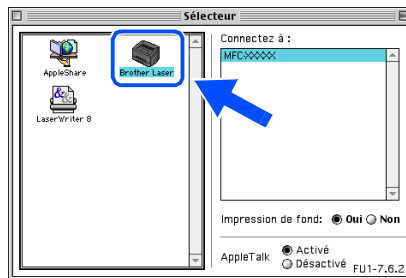 Sélecteur
AppleShare
Brother Laser
LaserWriter 8
Connectez à :
MFC-XXXX
Impression de fond: Oui Non
AppleTalk
Activé
Désactivé
FU1-7.6.2